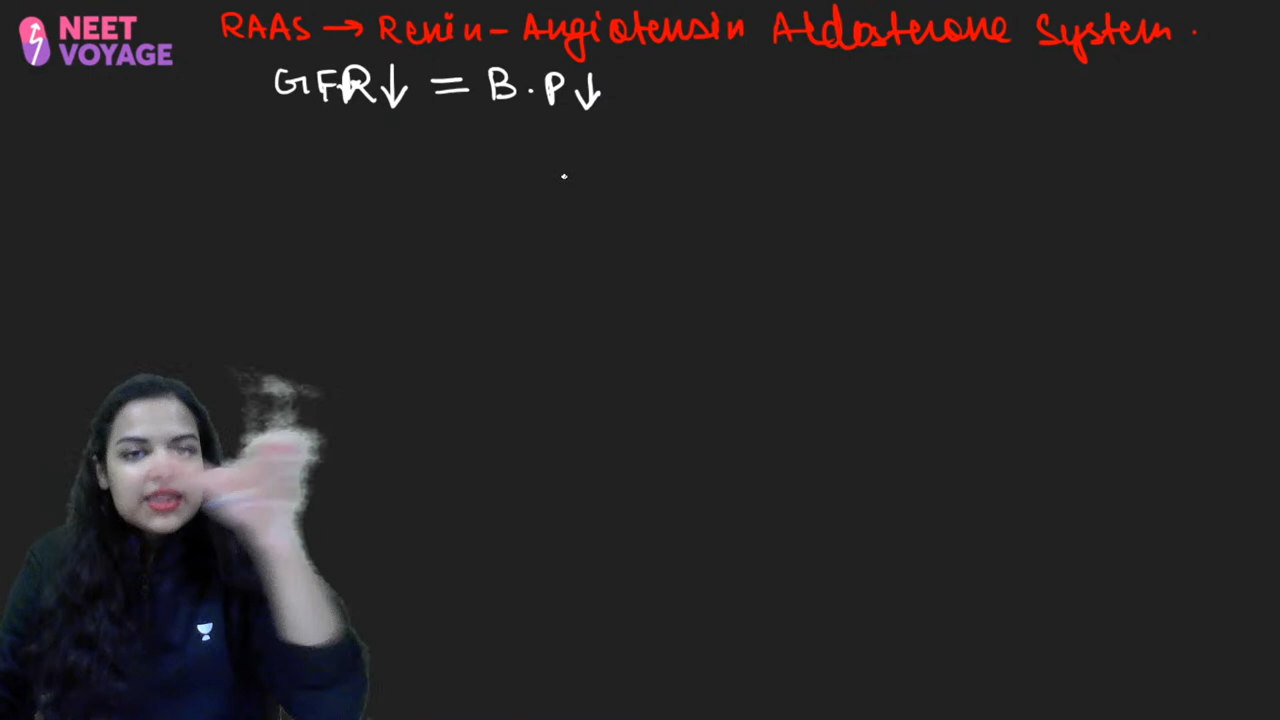 NEET
VOYAGE
RAAS → Renin-Angiotensin Aldosterone System.
GFR↓ = B.P↓